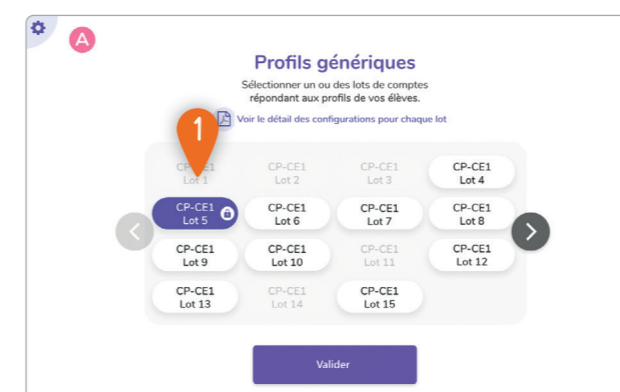 A
Profils génériques
Sélectionner un ou des lots de comptes
répondant aux profils de vos élèves.
Voir le détail des configurations pour chaque lot
1
CP-CE1 CP-CE1 CP-CE1 CP-CE1
Lot 1 Lot 2 Lot 3 Lot 4
CP-CE1 CP-CE1 CP-CE1 CP-CE1
Lot 5 Lot 6 Lot 7 Lot 8
CP-CE1 CP-CE1 CP-CE1 CP-CE1
Lot 9 Lot 10 Lot 11 Lot 12
CP-CE1 CP-CE1 CP-CE1
Lot 13 Lot 14 Lot 15
Valider